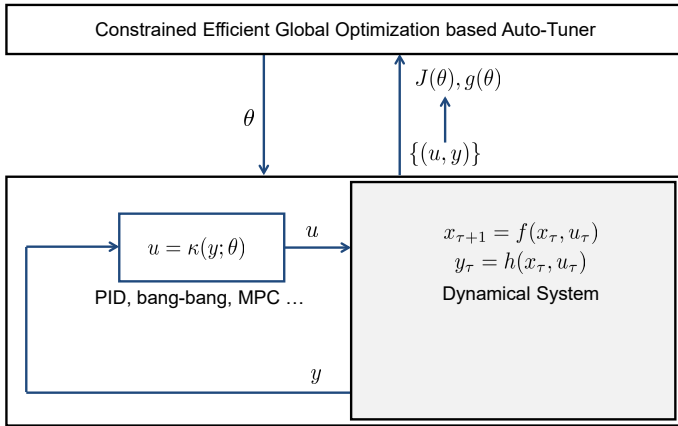 Constrained Efficient Global Optimization based Auto-Tuner
J(θ), g(θ)
θ
{(u, y)}
u = κ(y; θ)
u
x_{τ+1} = f(x_τ, u_τ)
y_τ = h(x_τ, u_τ)
PID, bang-bang, MPC …
Dynamical System
y